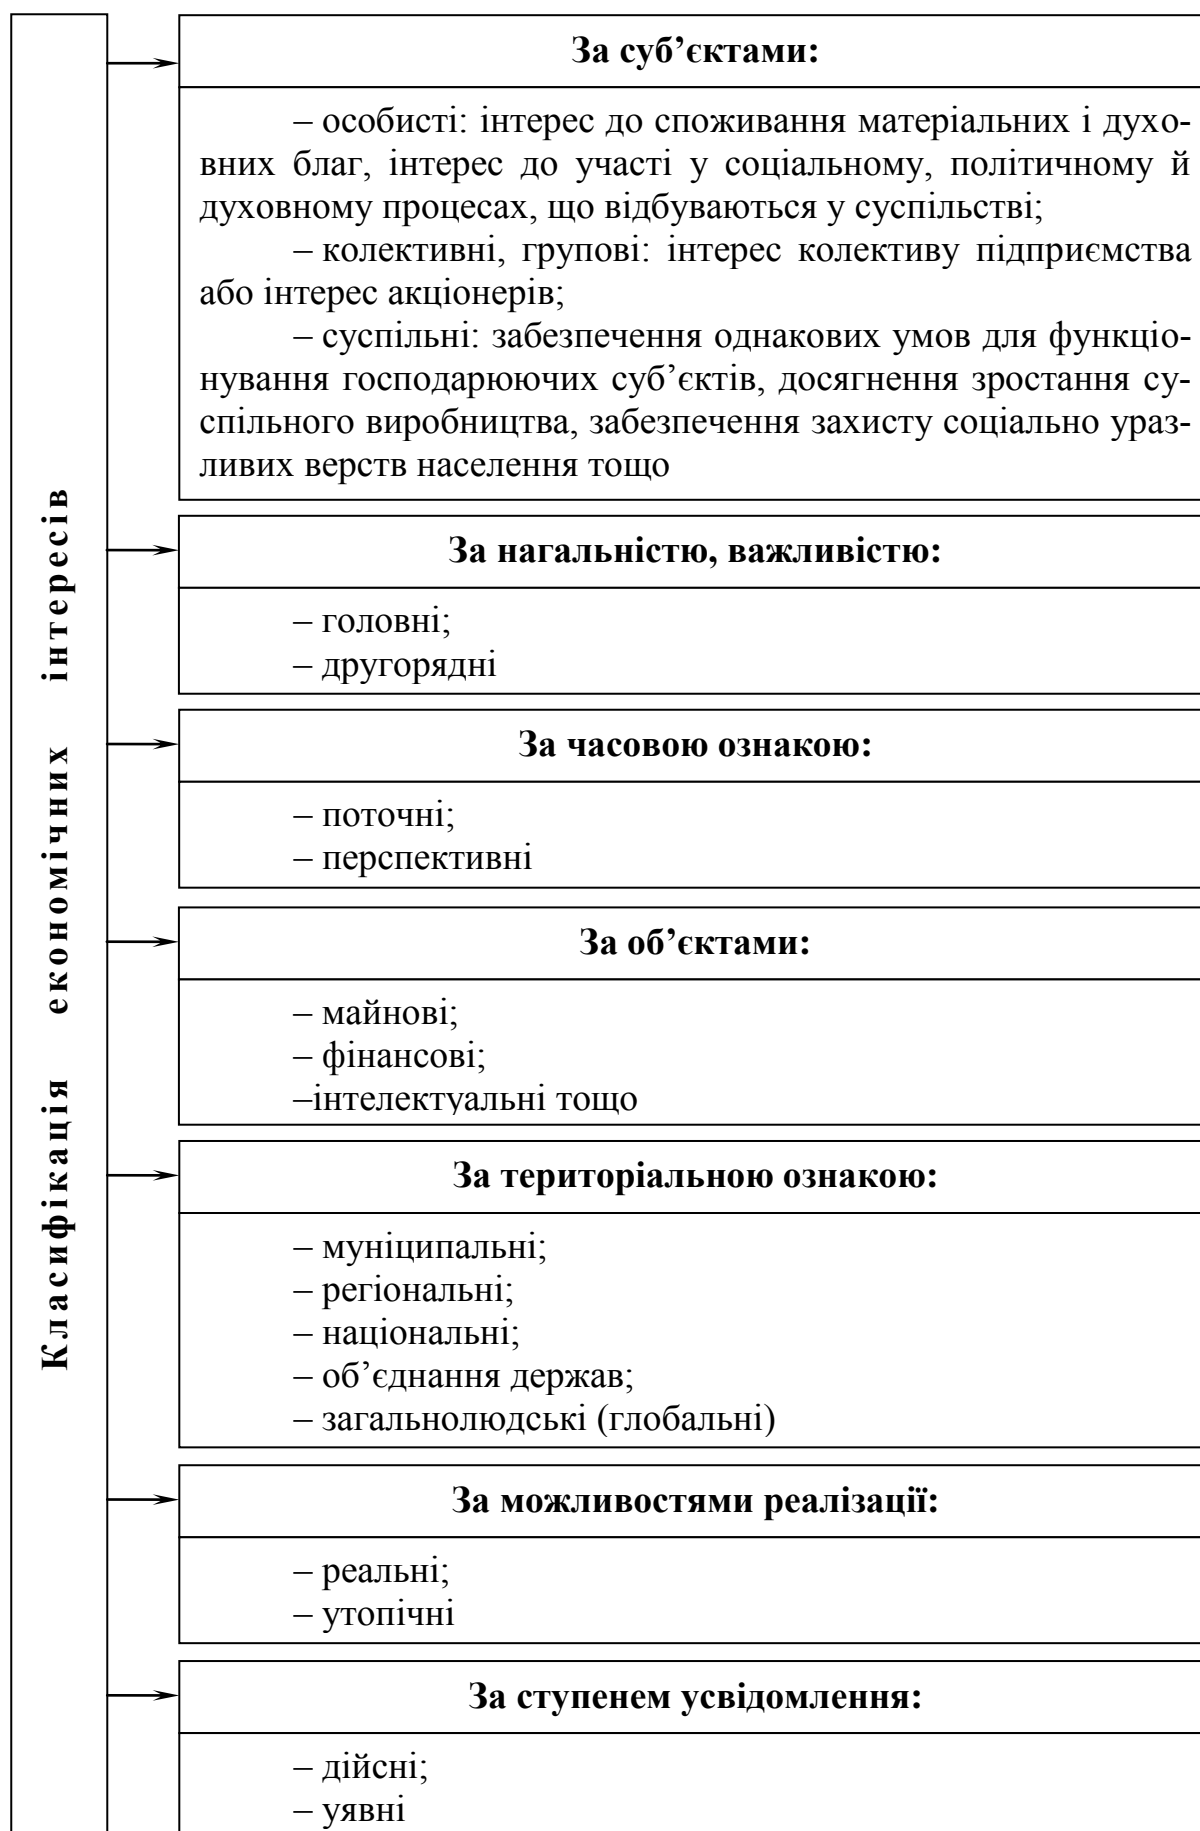 Класифікація економічних інтересів
За суб’єктами:
– особисті: інтерес до споживання матеріальних і духо-
вних благ, інтерес до участі у соціальному, політичному й
духовному процесах, що відбуваються у суспільстві;
– колективні, групові: інтерес колективу підприємства
або інтерес акціонерів;
– суспільні: забезпечення однакових умов для функціо-
нування господарюючих суб’єктів, досягнення зростання су-
спільного виробництва, забезпечення захисту соціально ураз-
ливих верств населення тощо
За нагальністю, важливістю:
– головні;
– другорядні
За часовою ознакою:
– поточні;
– перспективні
За об’єктами:
– майнові;
– фінансові;
–інтелектуальні тощо
За територіальною ознакою:
– муніципальні;
– регіональні;
– національні;
– об’єднання держав;
– загальнолюдські (глобальні)
За можливостями реалізації:
– реальні;
– утопічні
За ступенем усвідомлення:
– дійсні;
– уявні